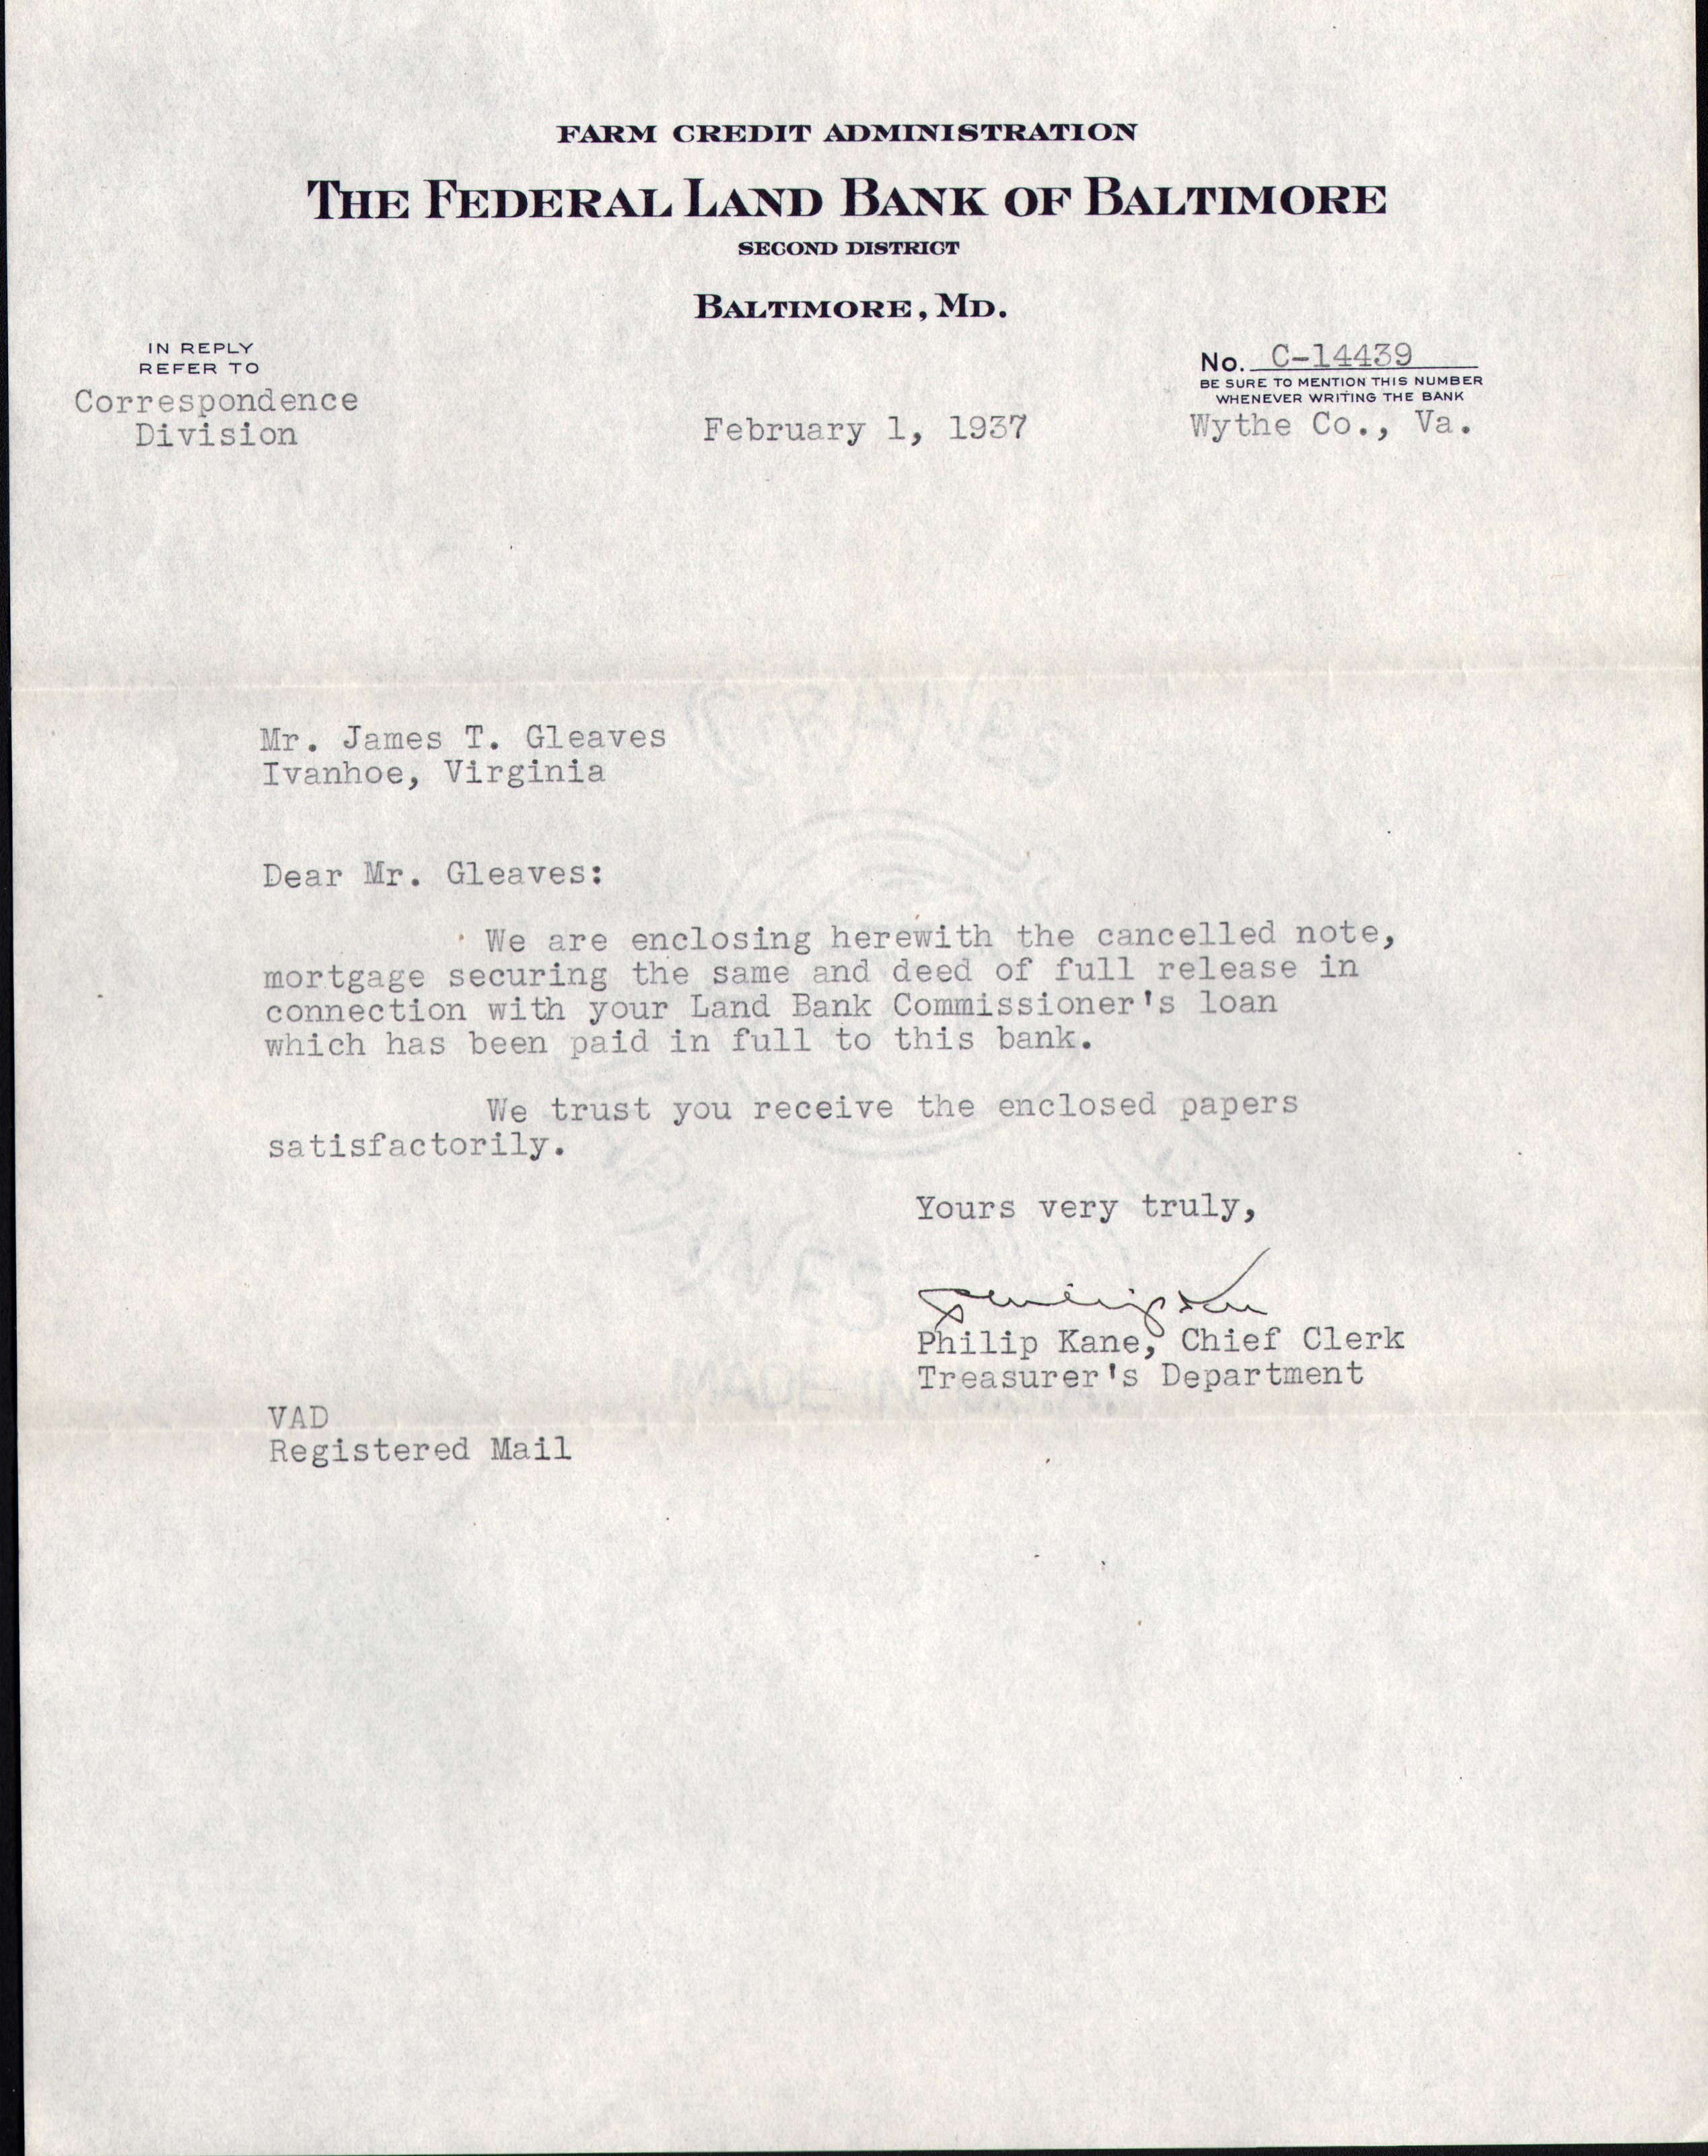 FARM CREDIT ADMINISTRATION
THE FEDERAL LAND BANK OF BALTIMORE
SECOND DISTRICT
BALTIMORE, MD.
IN REPLY
REFER TO
Correspondence
Division
February 1, 1937
No. C-14439
BE SURE TO MENTION THIS NUMBER
WHENEVER WRITING THE BANK
Wythe Co., Va.
Mr. James T. Gleaves
Ivanhoe, Virginia
Dear Mr. Gleaves:
We are enclosing herewith the cancelled note,
mortgage securing the same and deed of full release in
connection with your Land Bank Commissioner's loan
which has been paid in full to this bank.
We trust you receive the enclosed papers
satisfactorily.
Yours very truly,
Philip Kane
Philip Kane, Chief Clerk
Treasurer's Department
VAD
Registered Mail